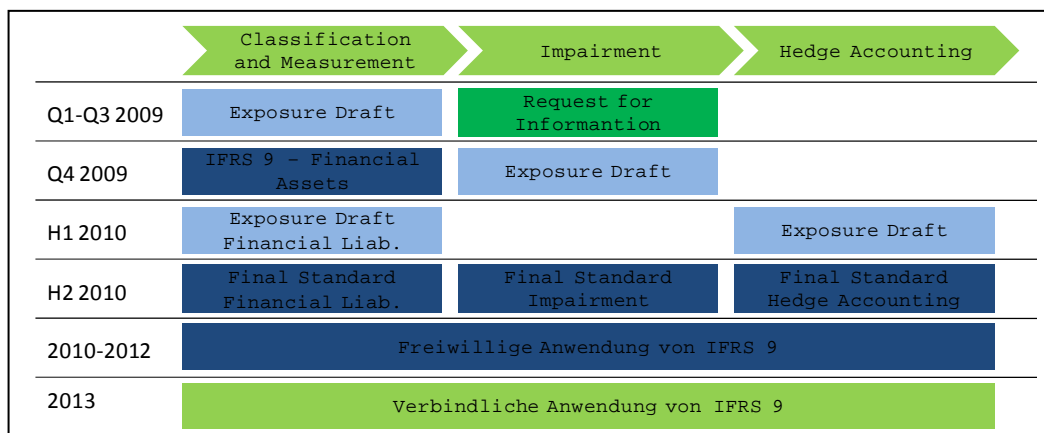 Classification
and Measurement
Impairment
Hedge Accounting
Q1-Q3 2009
Exposure Draft
Request for
Informantion
Q4 2009
IFRS 9 – Financial
Assets
Exposure Draft
H1 2010
Exposure Draft
Financial Liab.
Exposure Draft
H2 2010
Final Standard
Financial Liab.
Final Standard
Impairment
Final Standard
Hedge Accounting
2010-2012
Freiwillige Anwendung von IFRS 9
2013
Verbindliche Anwendung von IFRS 9